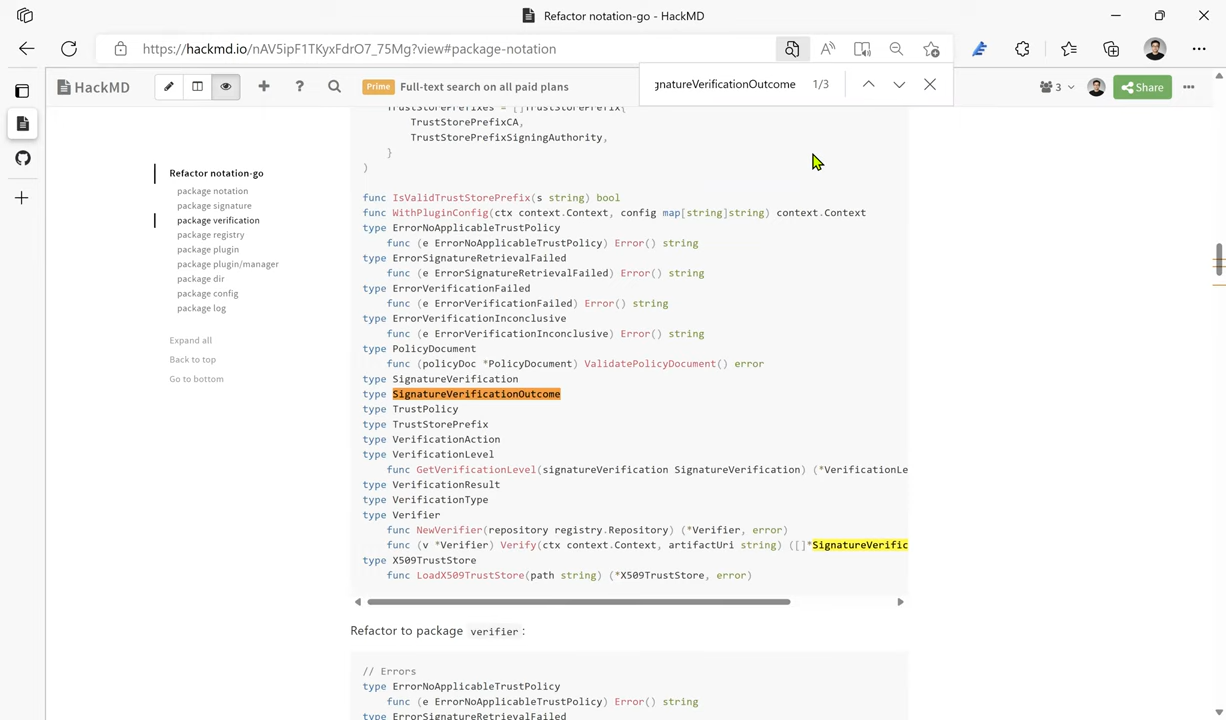 Refactor notation-go - HackMD
https://hackmd.io/nAV5ipF1TKyxFdrO7_75Mg?view#package-notation
HackMD
Prime Full-text search on all paid plans
gnatureVerificationOutcome 1/3
3
Share
Refactor notation-go
package notation
package signature
package verification
package registry
package plugin
package plugin/manager
package dir
package config
package log
Expand all
Back to top
Go to bottom
TrustStorePrefixes = []TrustStorePrefix{
TrustStorePrefixCA,
TrustStorePrefixSigningAuthority,
}
)
func IsValidTrustStorePrefix(s string) bool
func WithPluginConfig(ctx context.Context, config map[string]string) context.Context
type ErrorNoApplicableTrustPolicy
func (e ErrorNoApplicableTrustPolicy) Error() string
type ErrorSignatureRetrievalFailed
func (e ErrorSignatureRetrievalFailed) Error() string
type ErrorVerificationFailed
func (e ErrorVerificationFailed) Error() string
type ErrorVerificationInconclusive
func (e ErrorVerificationInconclusive) Error() string
type PolicyDocument
func (policyDoc *PolicyDocument) ValidatePolicyDocument() error
type SignatureVerification
type SignatureVerificationOutcome
type TrustPolicy
type TrustStorePrefix
type VerificationAction
type VerificationLevel
func GetVerificationLevel(signatureVerification SignatureVerification) (*VerificationLe
type VerificationResult
type VerificationType
type Verifier
func NewVerifier(repository registry.Repository) (*Verifier, error)
func (v *Verifier) Verify(ctx context.Context, artifactUri string) ([]*SignatureVerific
type X509TrustStore
func LoadX509TrustStore(path string) (*X509TrustStore, error)
Refactor to package verifier:
// Errors
type ErrorNoApplicableTrustPolicy
func (e ErrorNoApplicableTrustPolicy) Error() string
type ErrorSignatureRetrievalFailed